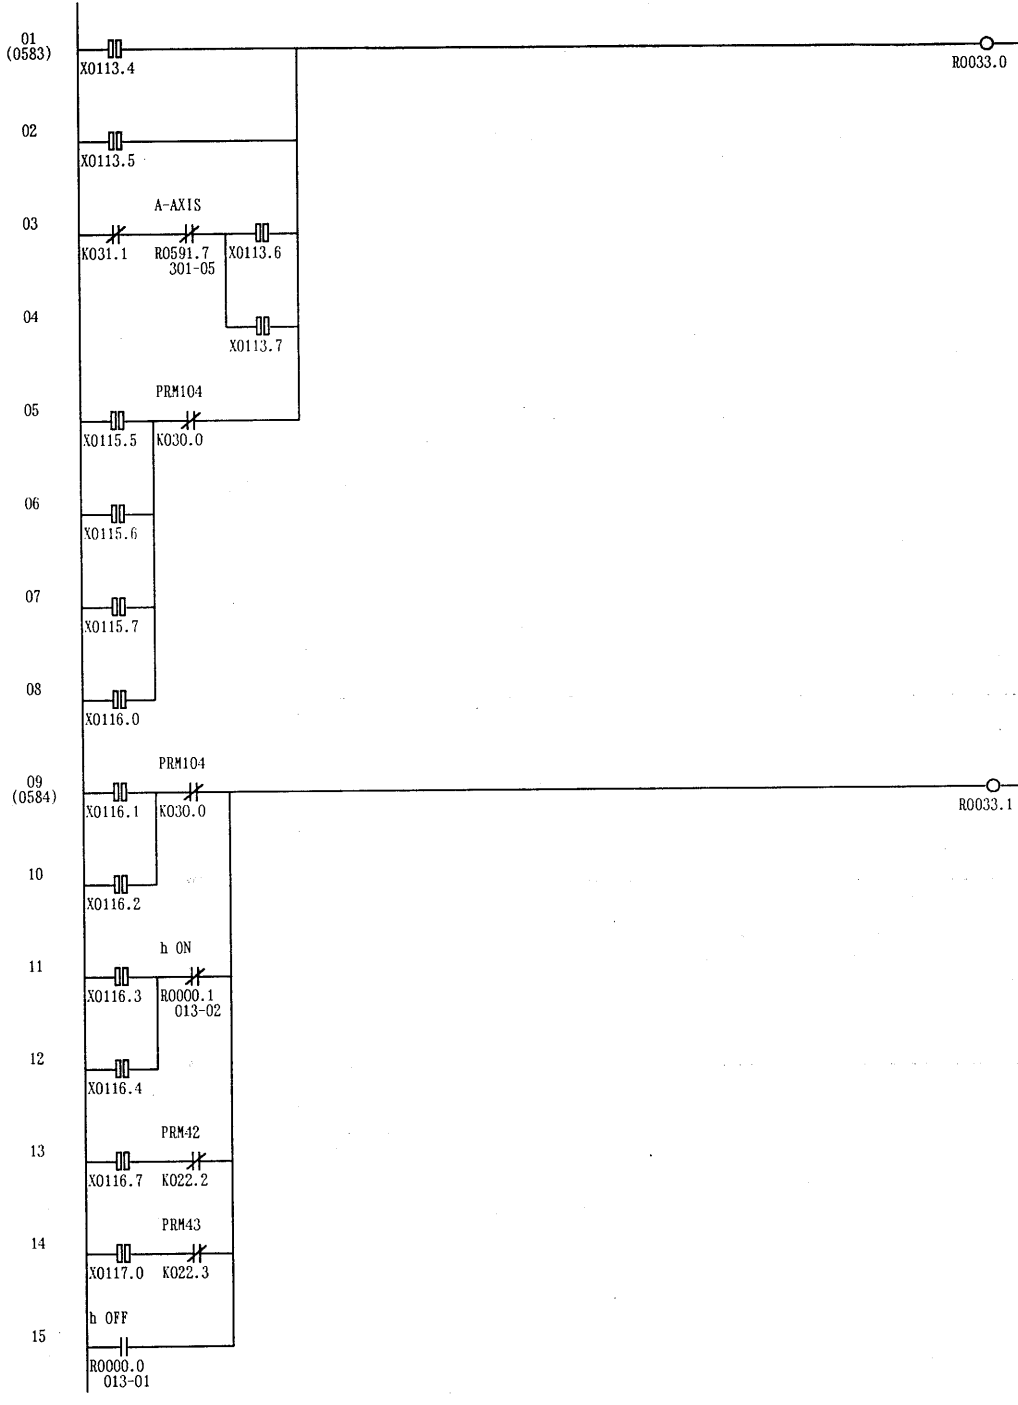 01
(0583)
X0113.4
R0033.0
02
X0113.5
A-AXIS
03
K031.1
R0591.7
301-05
X0113.6
04
X0113.7
PRM104
05
X0115.5
K030.0
06
X0115.6
07
X0115.7
08
X0116.0
PRM104
09
(0584)
X0116.1
K030.0
R0033.1
10
X0116.2
h ON
11
X0116.3
R0000.1
013-02
12
X0116.4
PRM42
13
X0116.7
K022.2
PRM43
14
X0117.0
K022.3
h OFF
15
R0000.0
013-01